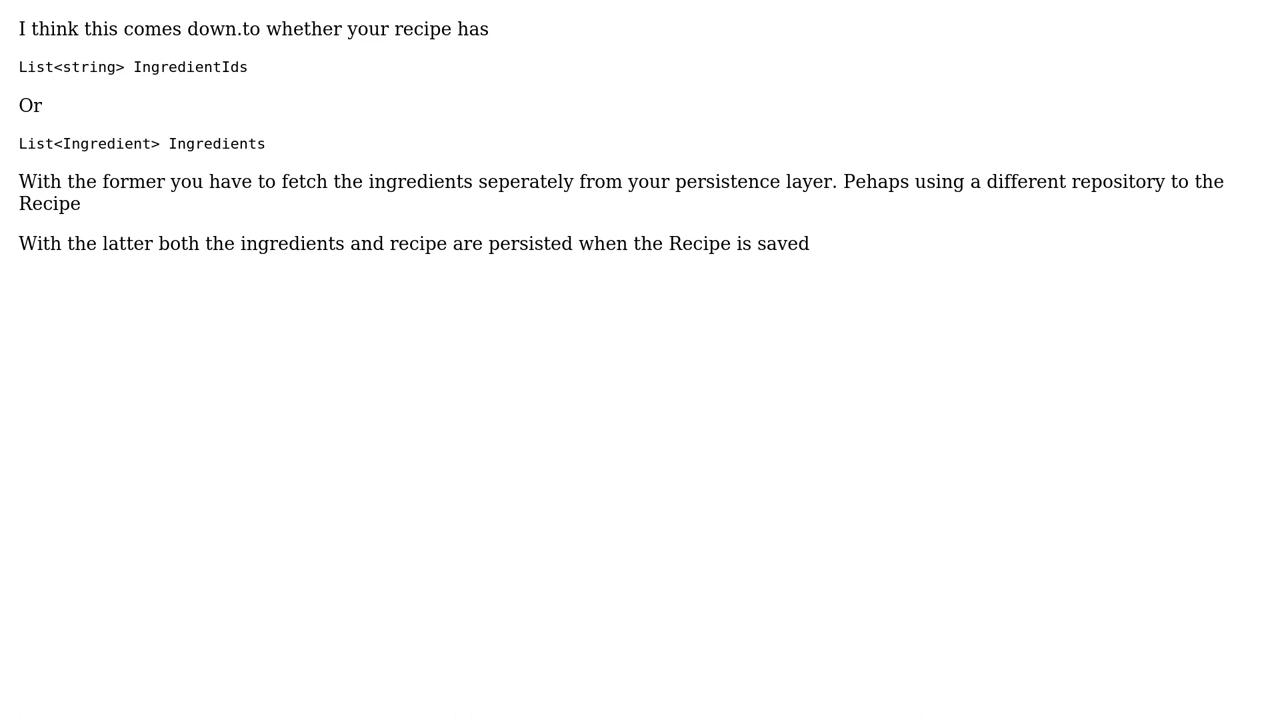 I think this comes down.to whether your recipe has
List<string> IngredientIds
Or
List<Ingredient> Ingredients
With the former you have to fetch the ingredients seperately from your persistence layer. Pehaps using a different repository to the
Recipe
With the latter both the ingredients and recipe are persisted when the Recipe is saved